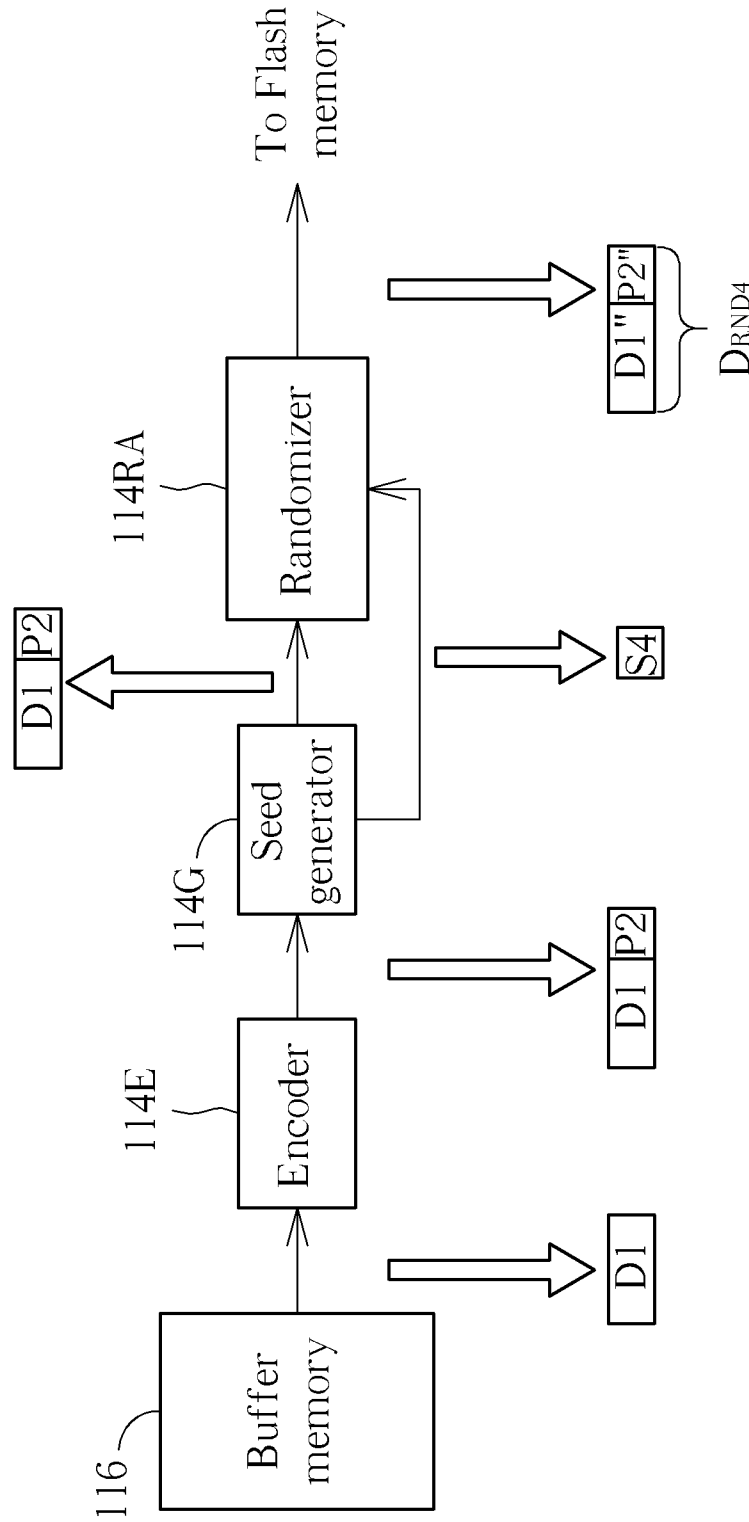 116
Buffer
memory
D1
114E
Encoder
D1 P2
114G
Seed
generator
D1 P2
S4
114RA
Randomizer
D1" P2"
DRND4
To Flash
memory